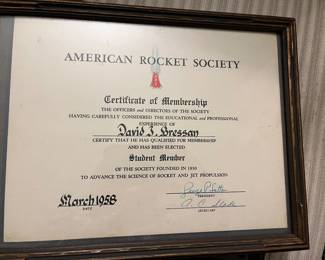 AMERICAN ROCKET SOCIETY
Certificate of Membership
THE OFFICERS and DIRECTORS OF THE SOCIETY
HAVING CAREFULLY CONSIDERED THE EDUCATIONAL and PROFESSIONAL
EXPERIENCE OF
David J. Bressan
CERTIFY THAT HE HAS QUALIFIED FOR MEMBERSHIP
AND HAS BEEN ELECTED
Student Member
OF THE SOCIETY FOUNDED IN 1930
TO ADVANCE THE SCIENCE OF ROCKET AND JET PROPULSION
George P. Sutton
PRESIDENT
March 1958
DATE
A. C. Slade
SECRETARY